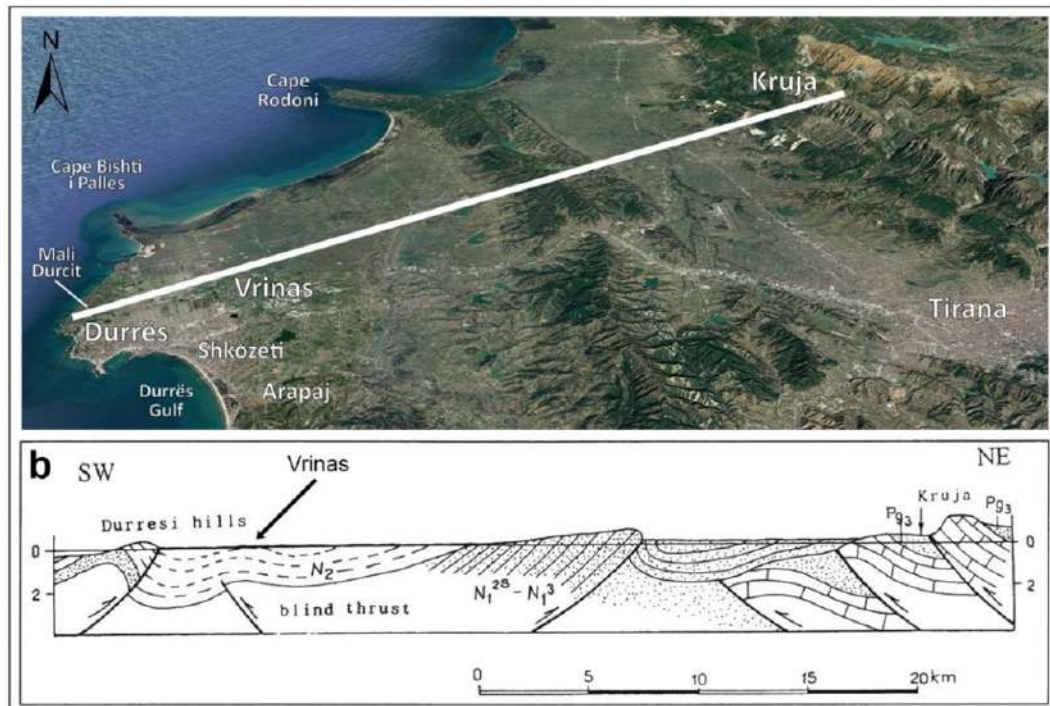 N
Cape
Rodoni
Kruja
Cape Bishti
i Palles
Mali
Durcit
Vrinas
Durrës
Shkozeti
Tirana
Durrës
Gulf
Arapaj
b
SW
Vrinas
NE
Durresi hills
Pg3
Kruja
Pg3
0
0
N2
2
N1 2S - N1 3
2
blind thrust
0 5 10 15 20 km